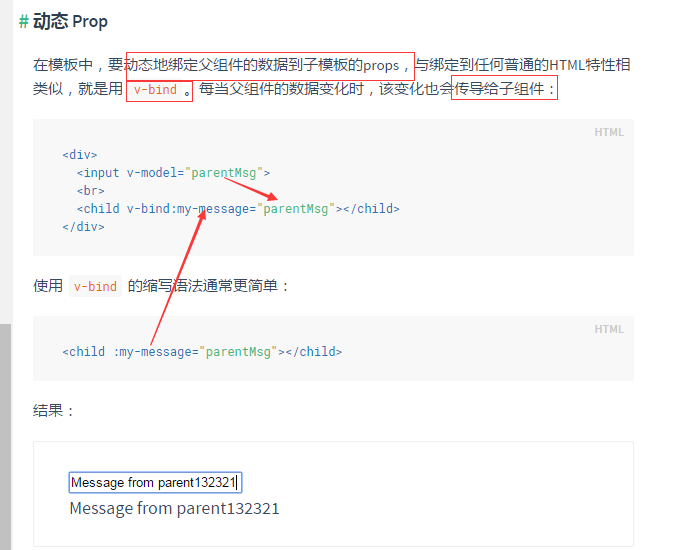 # 动态 Prop
在模板中，要动态地绑定父组件的数据到子模板的props，与绑定到任何普通的HTML特性相
类似，就是用 v-bind 。每当父组件的数据变化时，该变化也会传导给子组件：
HTML
<div>
<input v-model="parentMsg">
<br>
<child v-bind:my-message="parentMsg"></child>
</div>
使用 v-bind 的缩写语法通常更简单：
HTML
<child :my-message="parentMsg"></child>
结果：
Message from parent132321
Message from parent132321